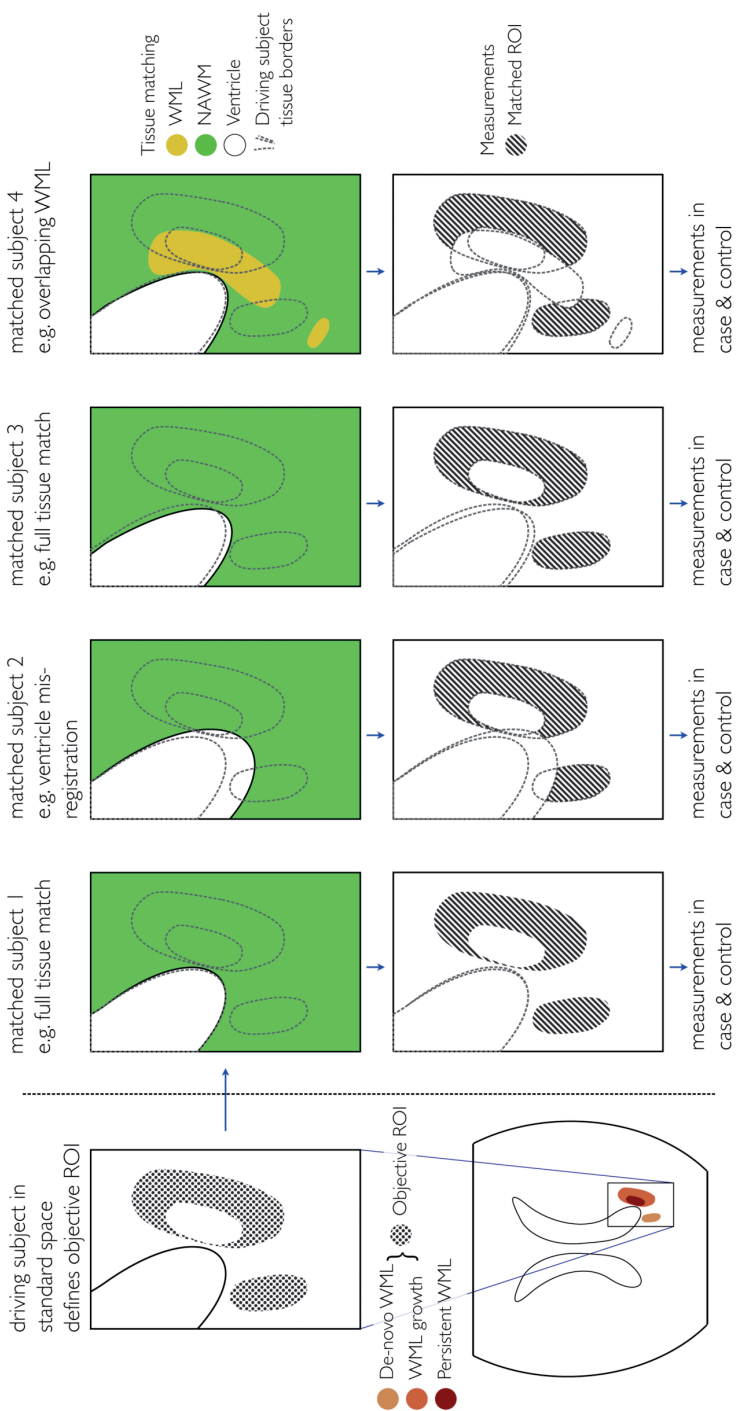 driving subject in
standard space
defines objective ROI
matched subject 1
e.g. full tissue match
matched subject 2
e.g. ventricle mis-
registration
matched subject 3
e.g. full tissue match
matched subject 4
e.g. overlapping WML
Tissue matching
WML
NAWM
Ventricle
Driving subject
tissue borders
De-novo WML
WML growth
Persistent WML
Objective ROI
Measurements
Matched ROI
measurements in
case & control
measurements in
case & control
measurements in
case & control
measurements in
case & control